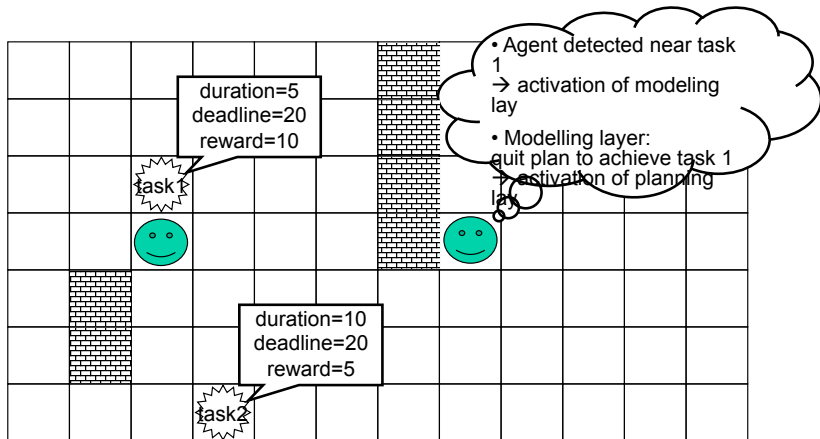 • Agent detected near task
1
→ activation of modeling
lay
• Modelling layer:
quit plan to achieve task 1
→ activation of planning
lay
duration=5
deadline=20
reward=10
task1
duration=10
deadline=20
reward=5
task2